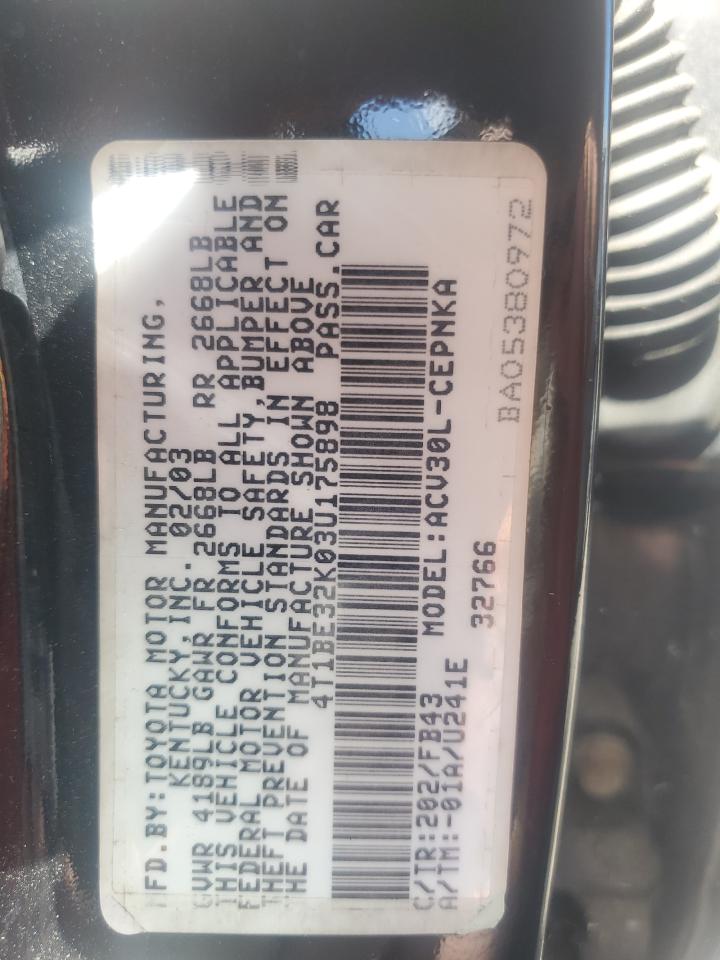 MFD.BY:TOYOTA MOTOR MANUFACTURING,
KENTUCKY,INC. 02/03
GVWR 4189LB GAWR FR 2668LB RR 2668LB
THIS VEHICLE CONFORMS TO ALL APPLICABLE
FEDERAL MOTOR VEHICLE SAFETY,BUMPER AND
THEFT PREVENTION STANDARDS IN EFFECT ON
THE DATE OF MANUFACTURE SHOWN ABOVE
4T1BE32K03U175898 PASS.CAR
C/TR:202/FB43 MODEL:ACV30L-CEPNKA
A/TM:-01A/U241E
32766
BA05380972